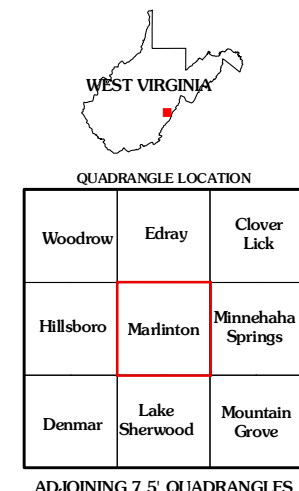 WEST VIRGINIA
QUADRANGLE LOCATION
Woodrow
Edray
Clover
Lick
Hillsboro
Marlinton
Minnehaha
Springs
Denmar
Lake
Sherwood
Mountain
Grove
ADJOINING 7.5' QUADRANGLES